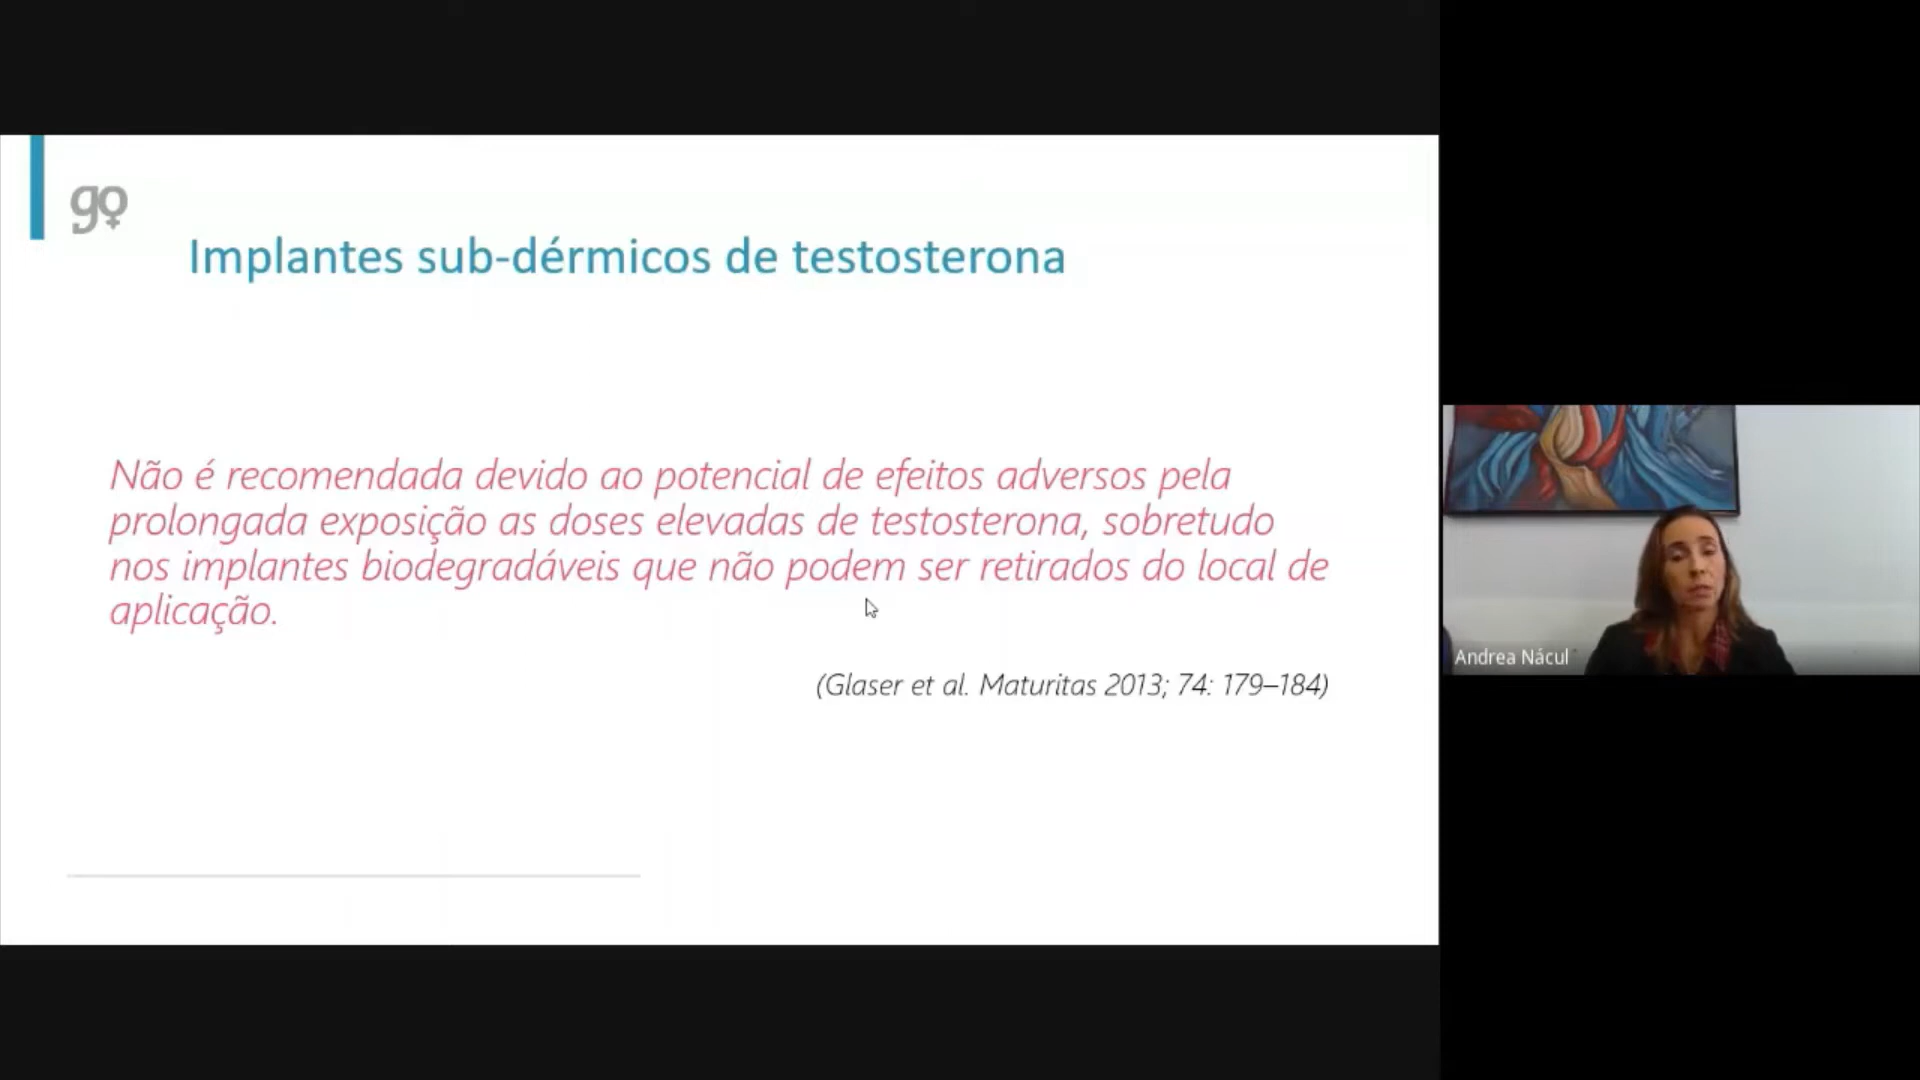 go
Implantes sub-dérmicos de testosterona
Não é recomendada devido ao potencial de efeitos adversos pela
prolongada exposição as doses elevadas de testosterona, sobretudo
nos implantes biodegradáveis que não podem ser retirados do local de
aplicação.
(Glaser et al. Maturitas 2013; 74: 179–184)
Andrea Nácul